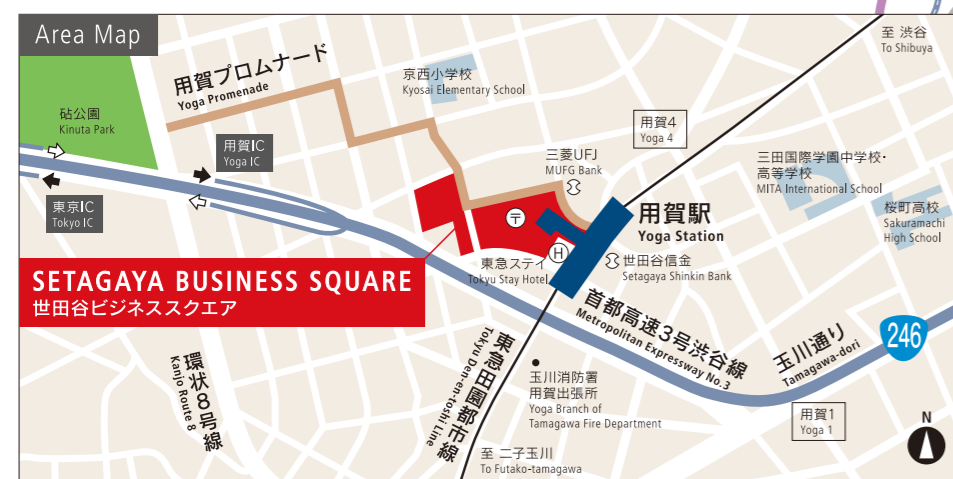 Area Map
至 渋谷
To Shibuya
用賀プロムナード
Yoga Promenade
京西小学校
Kyosai Elementary School
砧公園
Kinuta Park
用賀4
Yoga 4
用賀IC
Yoga IC
三菱UFJ
MUFG Bank
三田国際学園中学校・
高等学校
MITA International School
東京IC
Tokyo IC
桜町高校
Sakuramachi
High School
〒
用賀駅
Yoga Station
H
東急ステイ
Tokyu Stay Hotel
世田谷信金
Setagaya Shinkin Bank
SETAGAYA BUSINESS SQUARE
世田谷ビジネススクエア
首都高速3号渋谷線
Metropolitan Expressway No.3
玉川通り
Tamagawa-dori
246
環状8号線
Kanjo Route 8
東急田園都市線
Tokyu Den-en-toshi Line
玉川消防署
用賀出張所
Yoga Branch of
Tamagawa Fire Department
用賀1
Yoga 1
至 二子玉川
To Futako-tamagawa
N